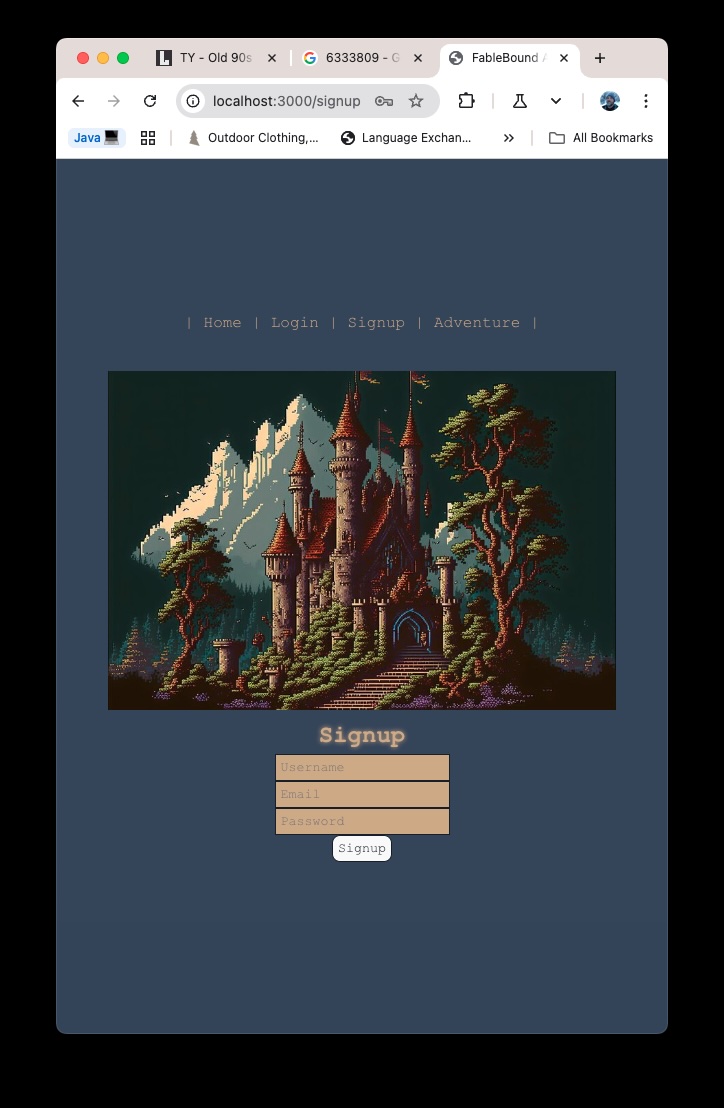 TY - Old 90s
6333809 - G
FableBound A
localhost:3000/signup
Java
Outdoor Clothing,...
Language Exchan...
All Bookmarks
| Home | Login | Signup | Adventure |
Signup
Username
Email
Password
Signup